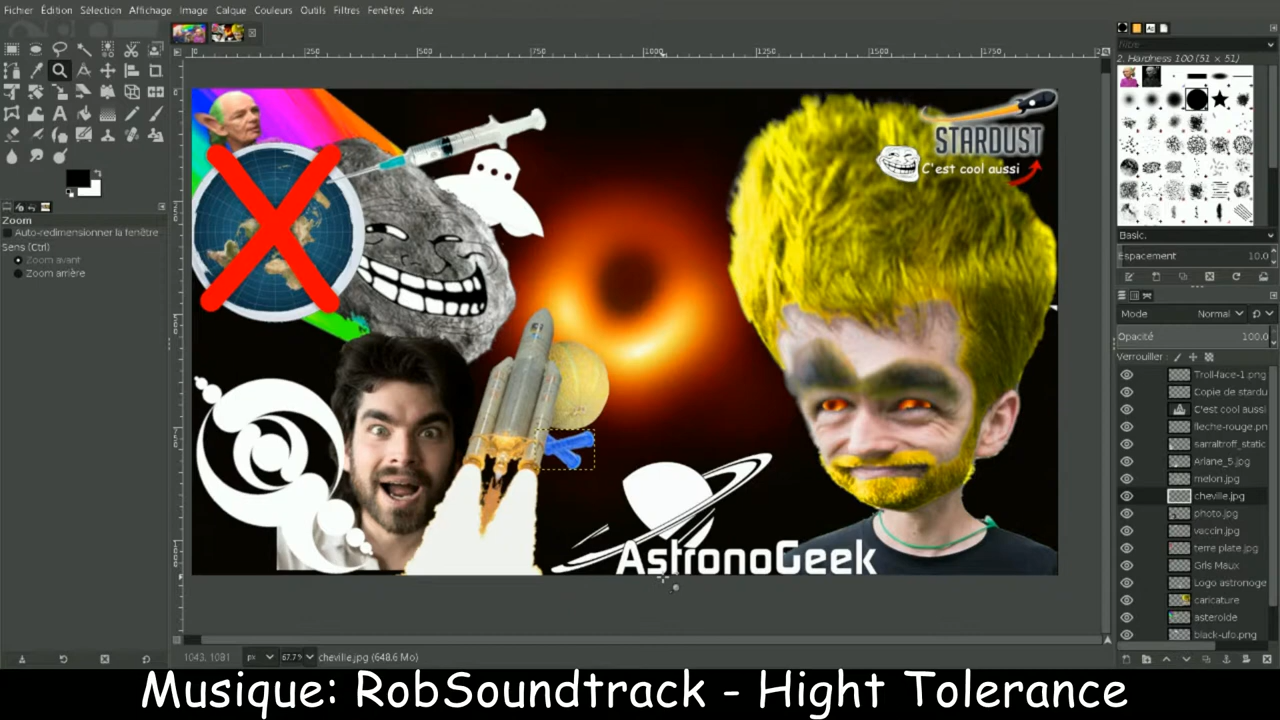 Fichier Édition Sélection Affichage Image Calque Couleurs Outils Filtres Fenêtres Aide
250 500 750 1000 1250 1500 1750
filtre
2. Hardness 100 (51 × 51)
STARDUST
C'est cool aussi
Zoom
Auto-redimensionner la fenêtre
Sens (Ctrl)
Zoom avant
Zoom arrière
Basic,
Espacement 10.0
Mode Normal
Opacité 100.0
Verrouiller :
Troll-face-1.png
Copie de stardu
C'est cool aussi
fleche-rouge.pn
sarraltroff_static
Ariane_5.jpg
melon.jpg
cheville.jpg
photo.jpg
vaccin.jpg
terre plate.jpg
Gris Maux
Logo astronoge
caricature
asteroide
black-ufo.png
AstronoGeek
1043, 1081 px 67.7 cheville.jpg (648.6 Mo)
Musique: RobSoundtrack - Hight Tolerance